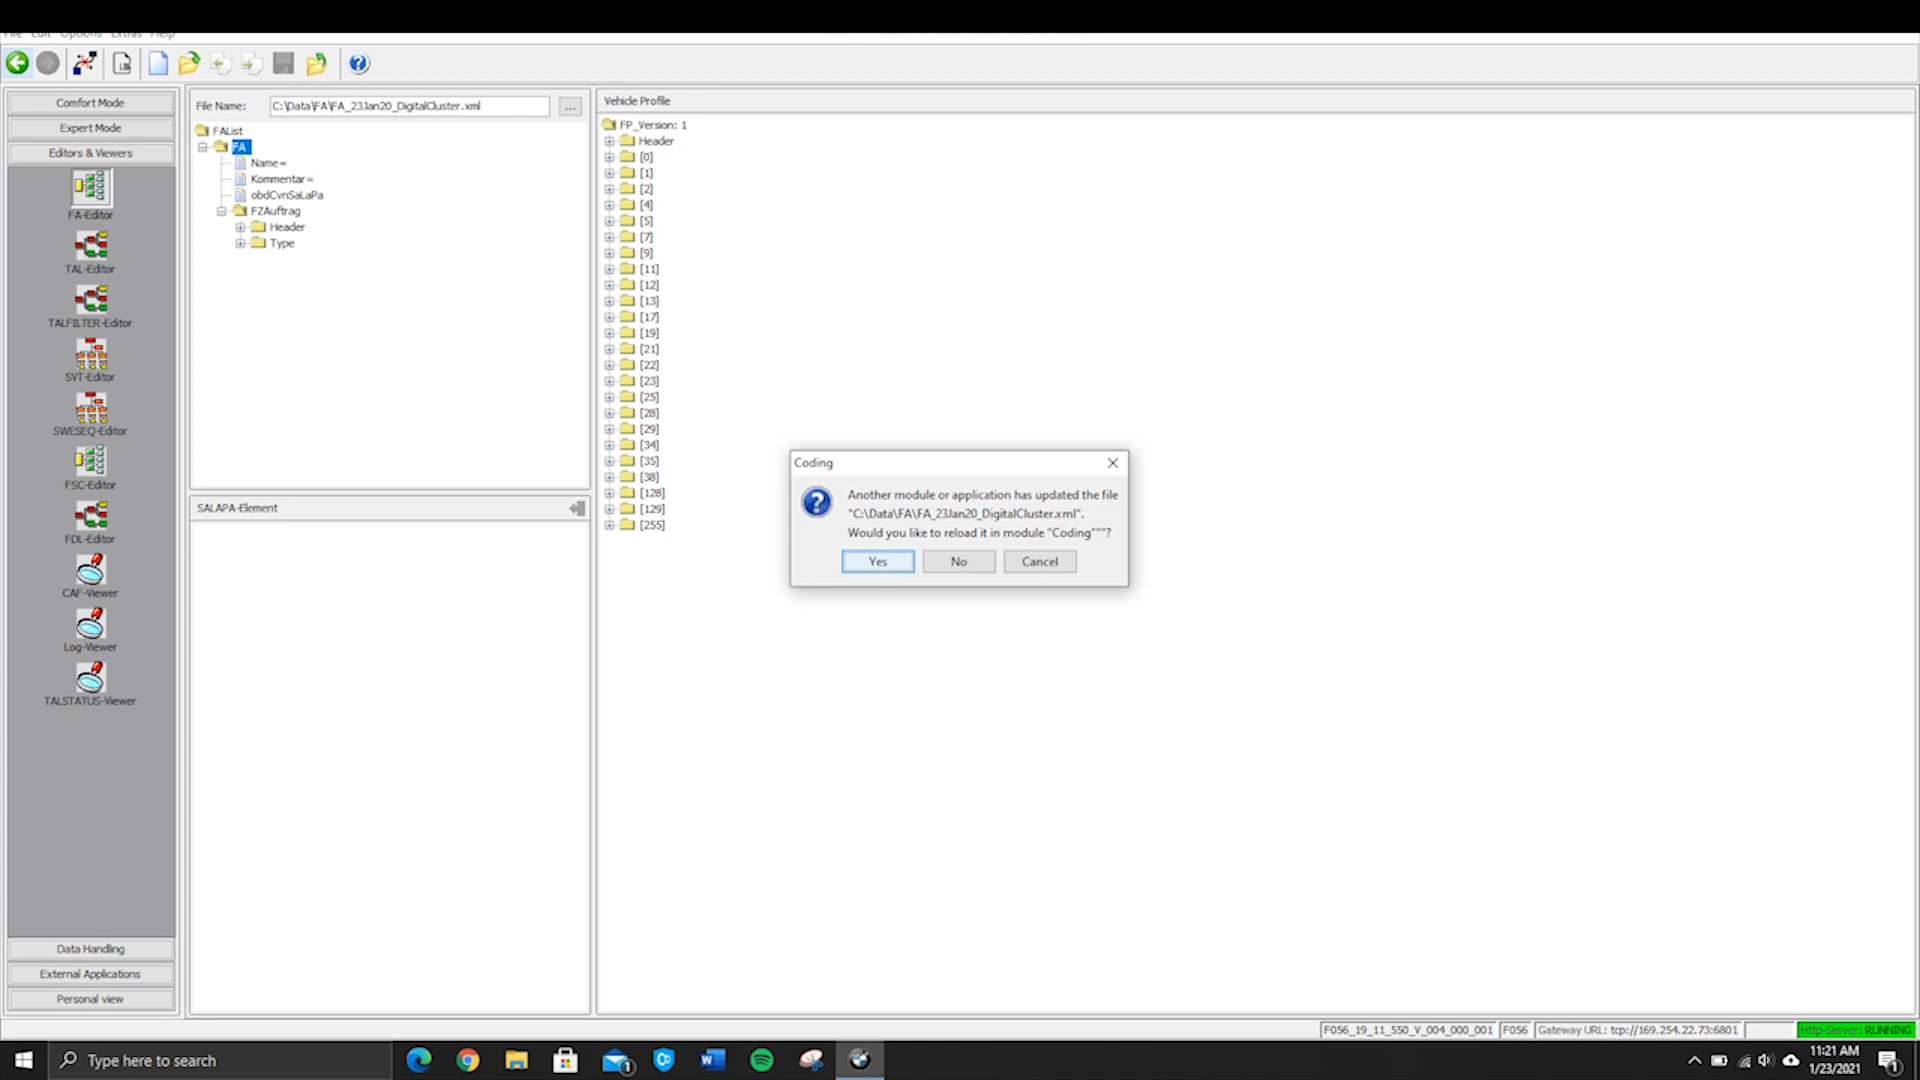 File Edit Options Extras Help
Comfort Mode
Expert Mode
Editors & Viewers
FA-Editor
TAL-Editor
TALFILTER-Editor
SVT-Editor
SWESEQ-Editor
FSC-Editor
FDL-Editor
CAF-Viewer
Log-Viewer
TALSTATUS-Viewer
Data Handling
External Applications
Personal view
File Name: C:\Data\FA\FA_23Jan20_DigitalCluster.xml ...
FAList
FA
Name=
Kommentar=
obdCvnSaLaPa
FZAuftrag
Header
Type
SALAPA-Element
Vehicle Profile
FP_Version: 1
Header
[0]
[1]
[2]
[4]
[5]
[7]
[9]
[11]
[12]
[13]
[17]
[19]
[21]
[22]
[23]
[25]
[28]
[29]
[34]
[35]
[38]
[128]
[129]
[255]
Coding
Another module or application has updated the file
"C:\Data\FA\FA_23Jan20_DigitalCluster.xml".
Would you like to reload it in module "Coding"""?
Yes No Cancel
F056_19_11_550_V_004_000_001 F056 Gateway URL: tcp://169.254.22.73:6801 Http-Server: RUNNING
Type here to search
11:21 AM
1/23/2021